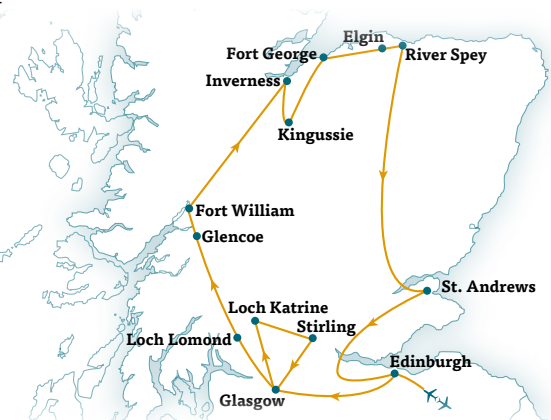 Elgin
Fort George
River Spey
Inverness
Kingussie
Fort William
Glencoe
St. Andrews
Loch Katrine
Stirling
Loch Lomond
Edinburgh
Glasgow